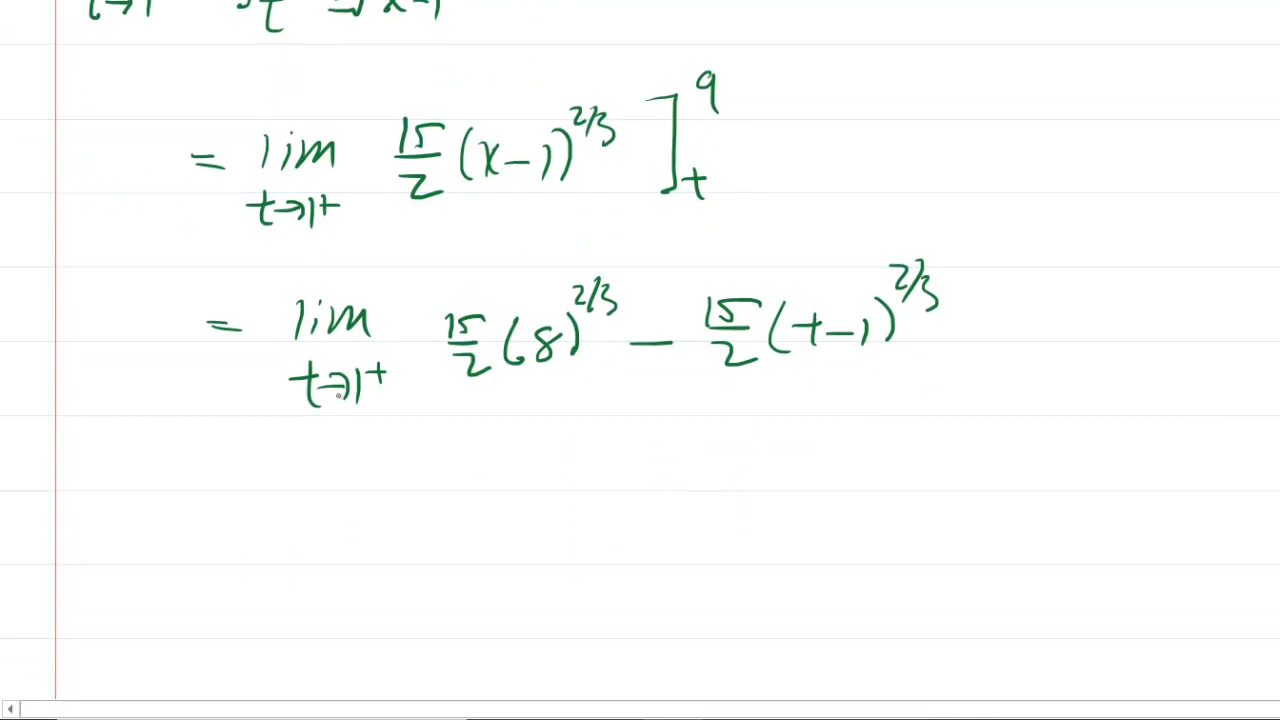 = lim t→1+ 15/2 (x-1)^2/3 ]_t^9
= lim t→1+ 15/2 (8)^2/3 - 15/2 (t-1)^2/3